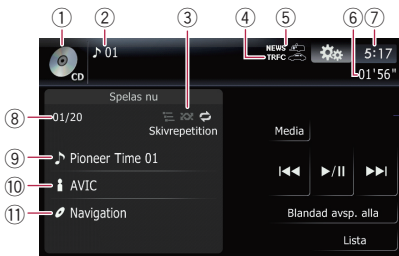 ① ② ③ ④ ⑤ ⑥ ⑦
CD
♪ 01
NEWS
TRFC
5:17
01'56"
Spelas nu
⑧ 01/20
Skivrepetition
⑨ ♪ Pioneer Time 01
⑩ AVIC
⑪ Navigation
Media
Blandad avsp. alla
Lista